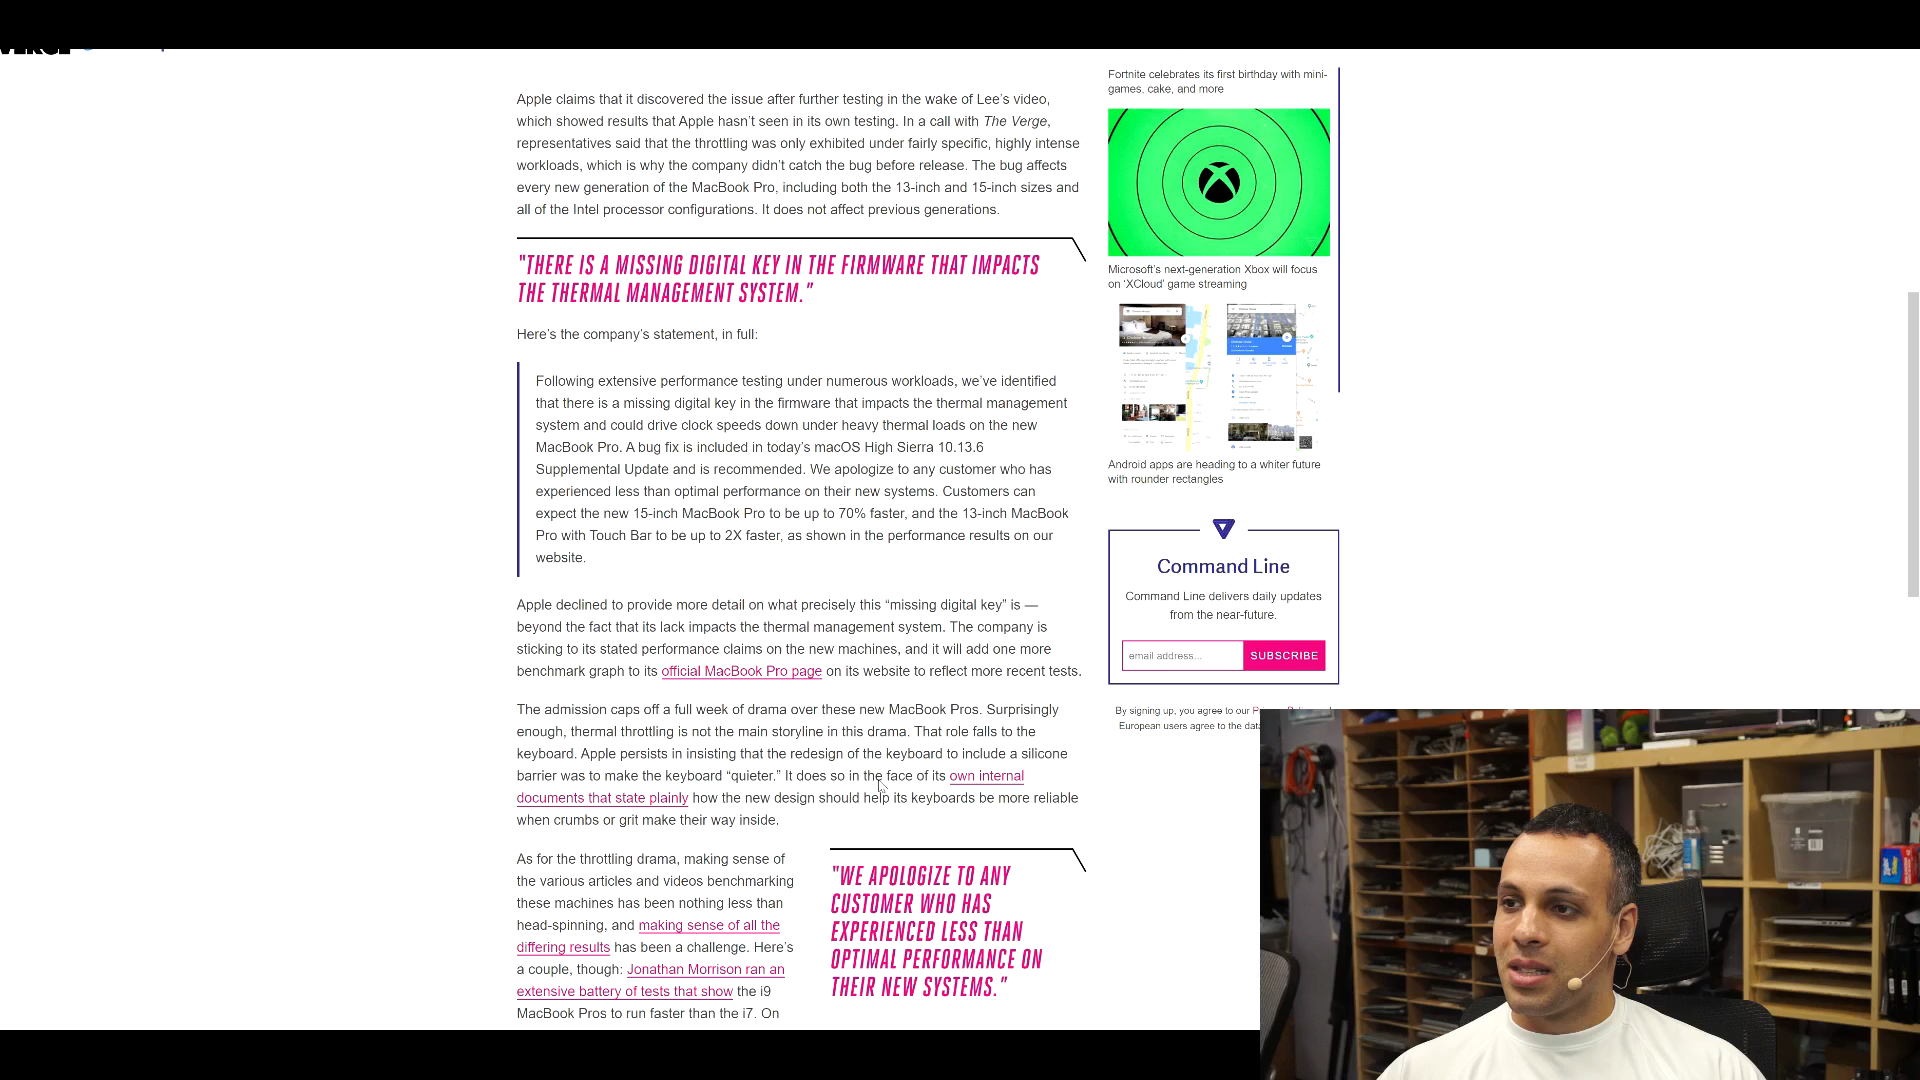 Apple claims that it discovered the issue after further testing in the wake of Lee’s video,
which showed results that Apple hasn’t seen in its own testing. In a call with The Verge,
representatives said that the throttling was only exhibited under fairly specific, highly intense
workloads, which is why the company didn’t catch the bug before release. The bug affects
every new generation of the MacBook Pro, including both the 13-inch and 15-inch sizes and
all of the Intel processor configurations. It does not affect previous generations.
"THERE IS A MISSING DIGITAL KEY IN THE FIRMWARE THAT IMPACTS
THE THERMAL MANAGEMENT SYSTEM."
Here’s the company’s statement, in full:
Following extensive performance testing under numerous workloads, we’ve identified
that there is a missing digital key in the firmware that impacts the thermal management
system and could drive clock speeds down under heavy thermal loads on the new
MacBook Pro. A bug fix is included in today’s macOS High Sierra 10.13.6
Supplemental Update and is recommended. We apologize to any customer who has
experienced less than optimal performance on their new systems. Customers can
expect the new 15-inch MacBook Pro to be up to 70% faster, and the 13-inch MacBook
Pro with Touch Bar to be up to 2X faster, as shown in the performance results on our
website.
Apple declined to provide more detail on what precisely this “missing digital key” is —
beyond the fact that its lack impacts the thermal management system. The company is
sticking to its stated performance claims on the new machines, and it will add one more
benchmark graph to its official MacBook Pro page on its website to reflect more recent tests.
The admission caps off a full week of drama over these new MacBook Pros. Surprisingly
enough, thermal throttling is not the main storyline in this drama. That role falls to the
keyboard. Apple persists in insisting that the redesign of the keyboard to include a silicone
barrier was to make the keyboard “quieter.” It does so in the face of its own internal
documents that state plainly how the new design should help its keyboards be more reliable
when crumbs or grit make their way inside.
As for the throttling drama, making sense of
the various articles and videos benchmarking
these machines has been nothing less than
head-spinning, and making sense of all the
differing results has been a challenge. Here’s
a couple, though: Jonathan Morrison ran an
extensive battery of tests that show the i9
MacBook Pros to run faster than the i7. On
"WE APOLOGIZE TO ANY
CUSTOMER WHO HAS
EXPERIENCED LESS THAN
OPTIMAL PERFORMANCE ON
THEIR NEW SYSTEMS."
Fortnite celebrates its first birthday with mini-
games, cake, and more
Microsoft’s next-generation Xbox will focus
on ‘XCloud’ game streaming
Android apps are heading to a whiter future
with rounder rectangles
Command Line
Command Line delivers daily updates
from the near-future.
email address...
SUBSCRIBE
By signing up, you agree to our
European users agree to the data